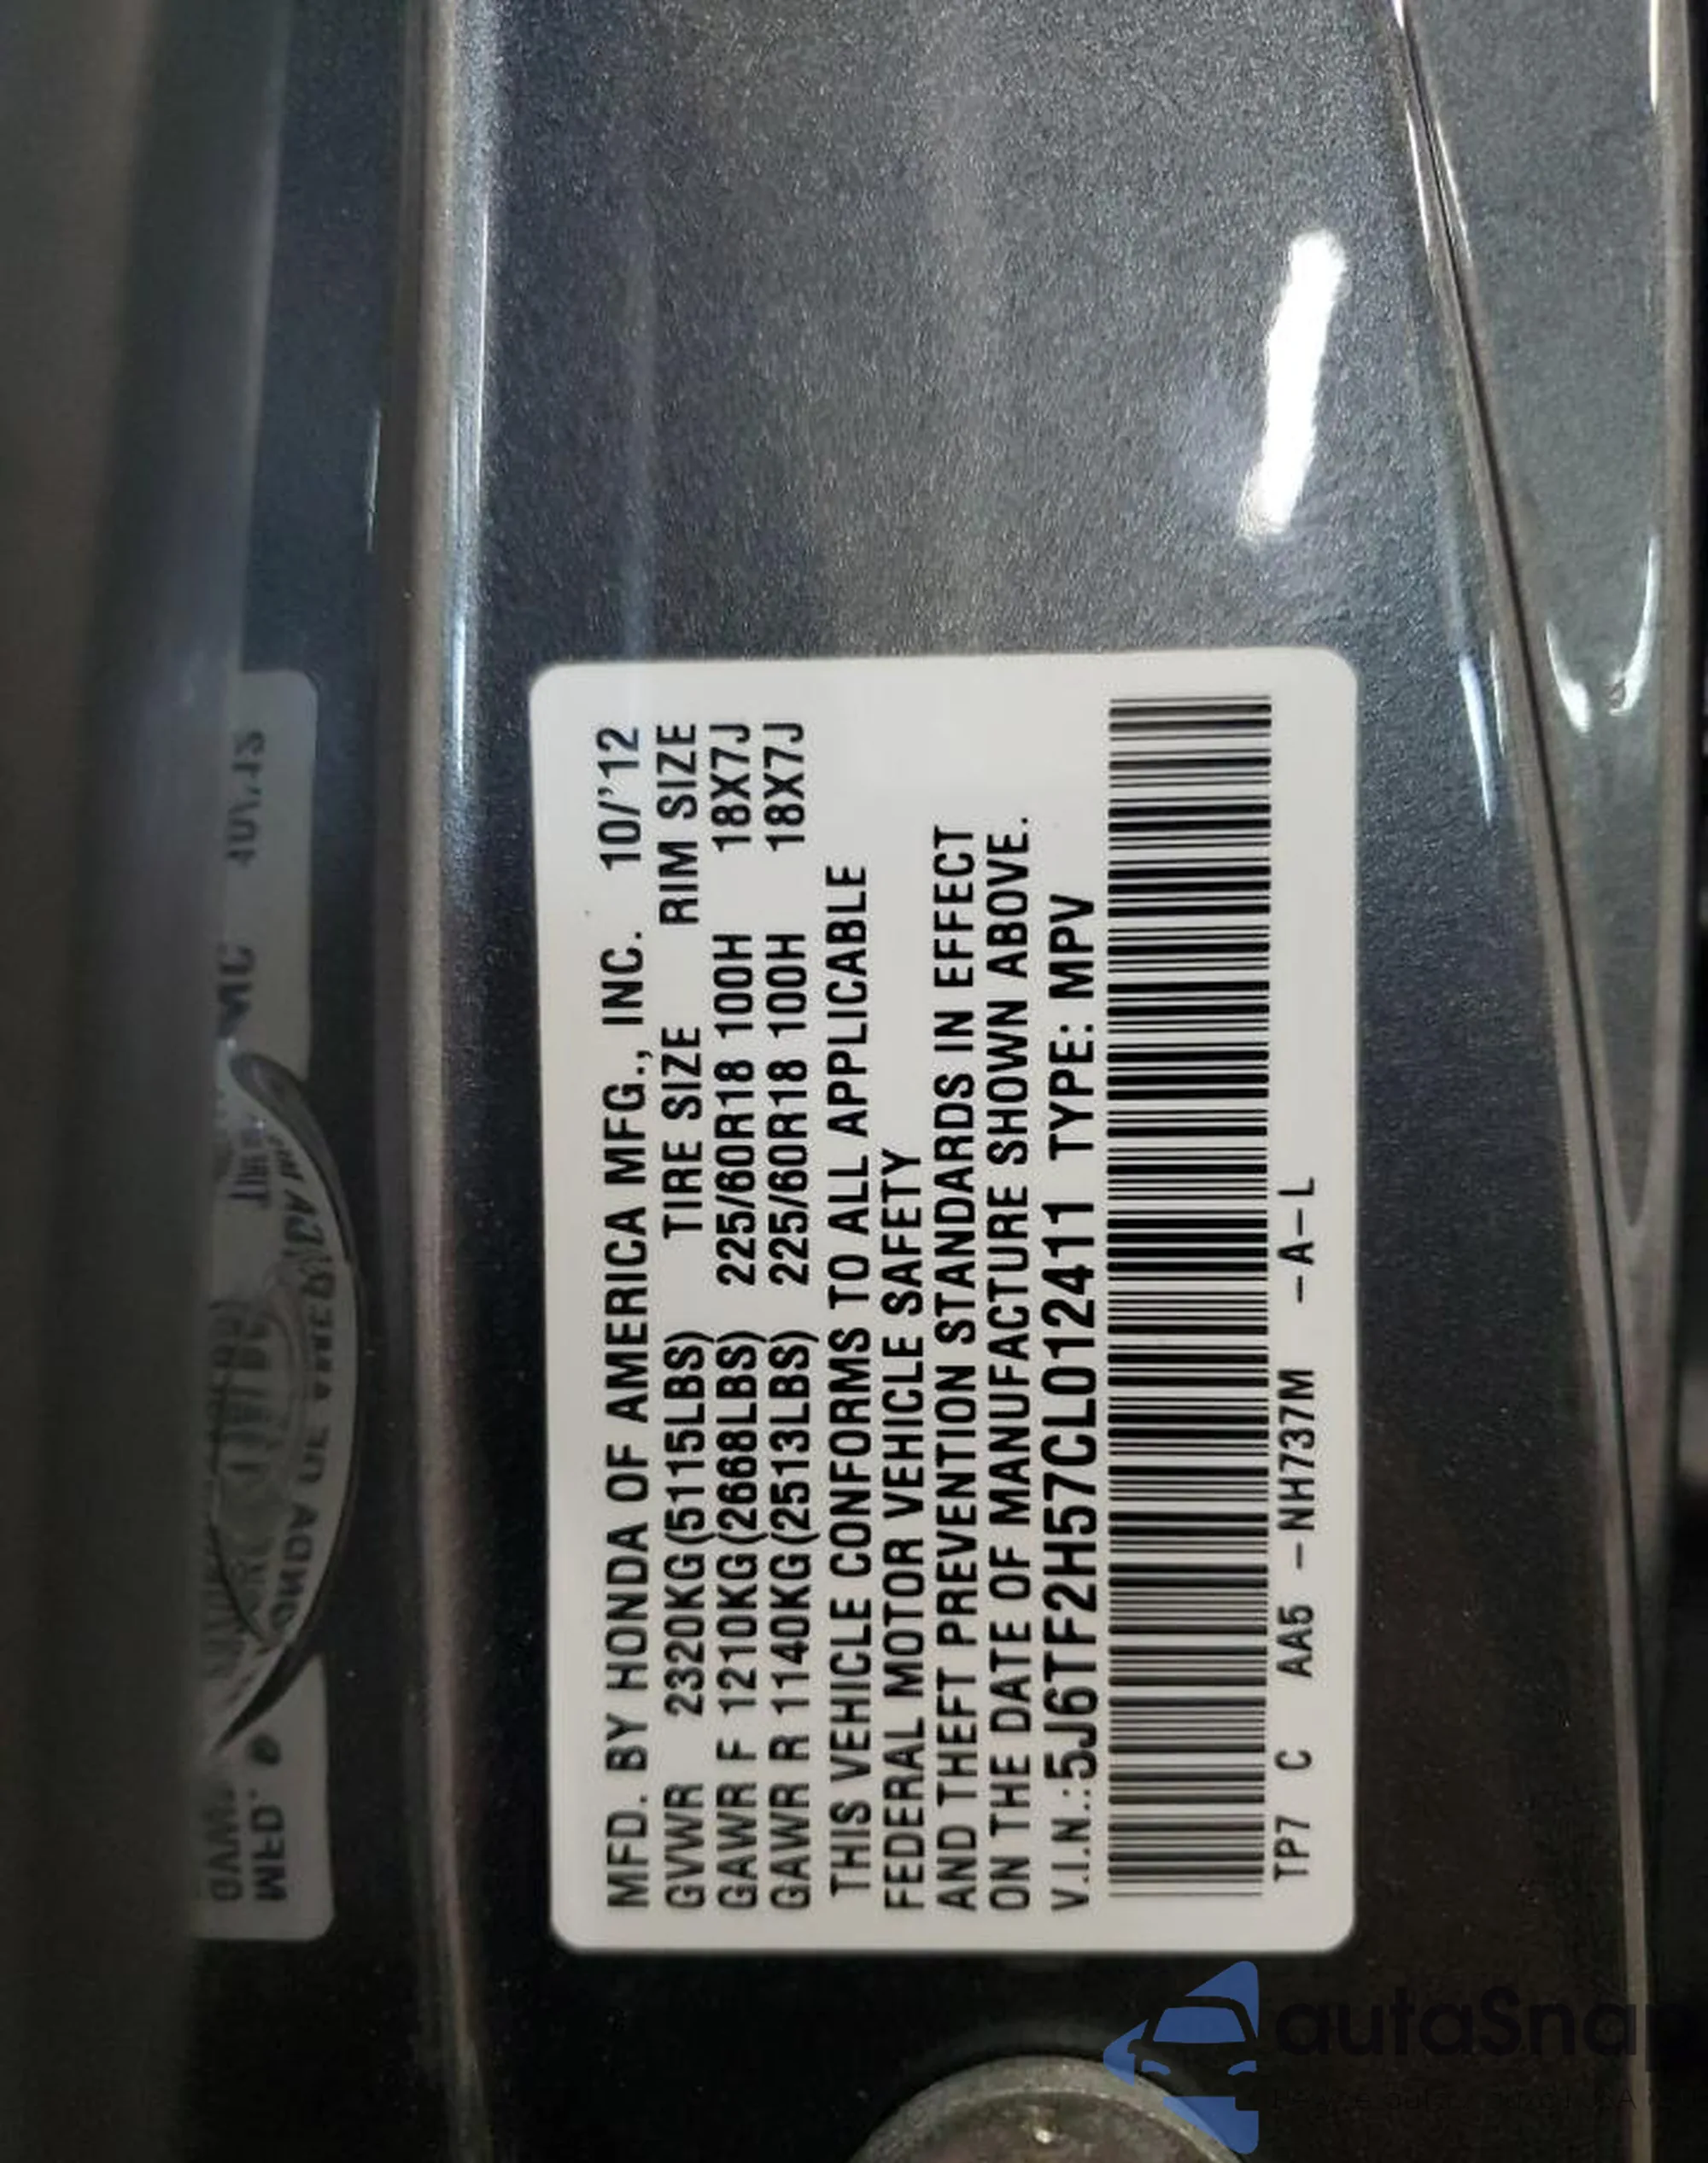 MFD. BY HONDA OF AMERICA MFG., INC. 10/'12
GVWR 2320KG(5115LBS) TIRE SIZE RIM SIZE
GAWR F 1210KG(2668LBS) 225/60R18 100H 18X7J
GAWR R 1140KG(2513LBS) 225/60R18 100H 18X7J
THIS VEHICLE CONFORMS TO ALL APPLICABLE
FEDERAL MOTOR VEHICLE SAFETY
AND THEFT PREVENTION STANDARDS IN EFFECT
ON THE DATE OF MANUFACTURE SHOWN ABOVE.
V.I.N.:5J6TF2H57CL012411 TYPE: MPV
TP7 C AA5 -NH737M -A-L
autaSna